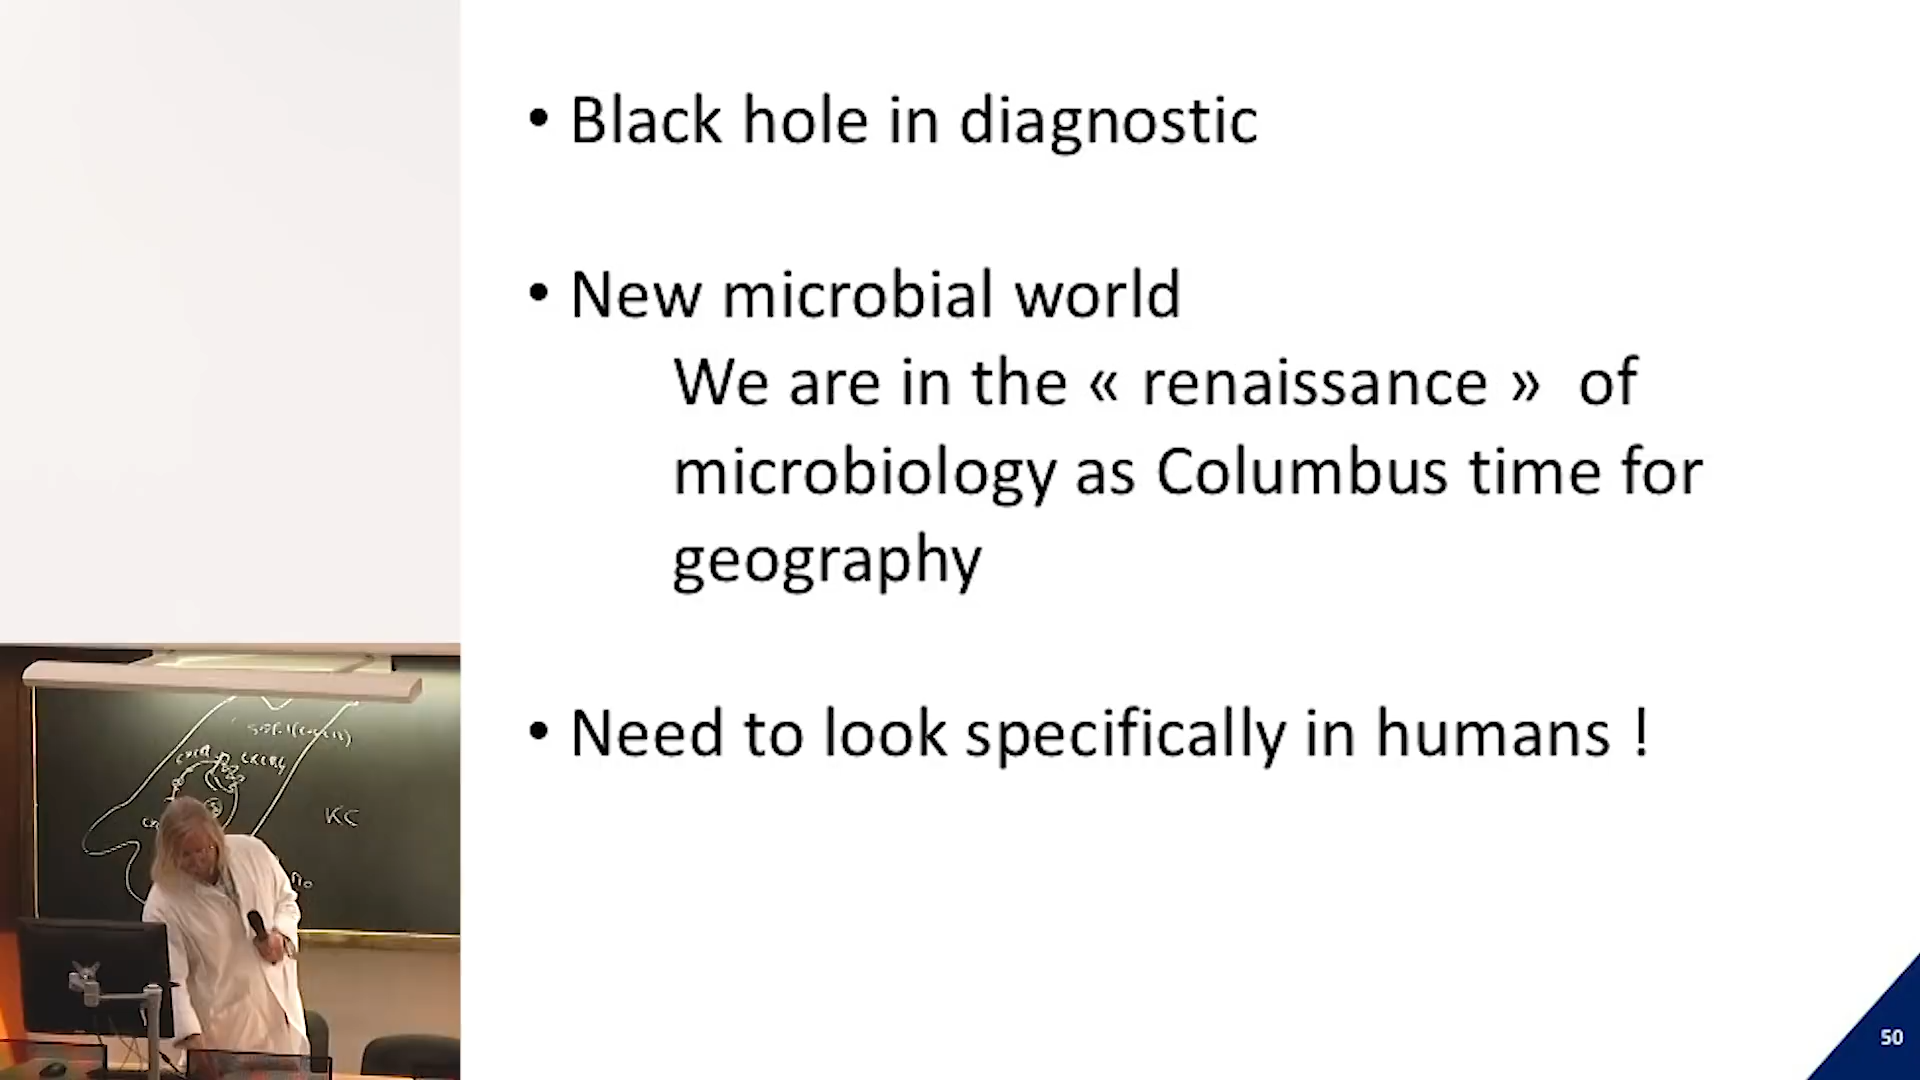 • Black hole in diagnostic
• New microbial world
We are in the « renaissance » of
microbiology as Columbus time for
geography
• Need to look specifically in humans !
KC
50